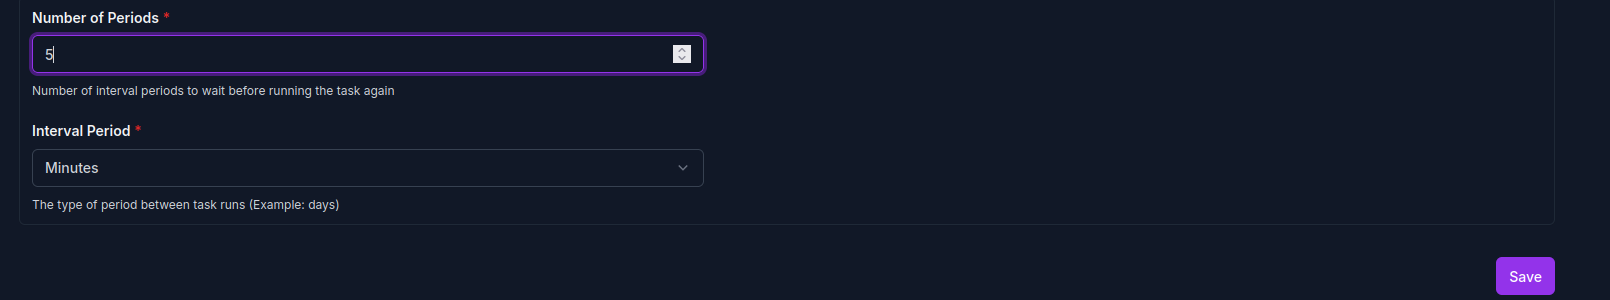 Number of Periods *
5
Number of interval periods to wait before running the task again
Interval Period *
Minutes
The type of period between task runs (Example: days)
Save